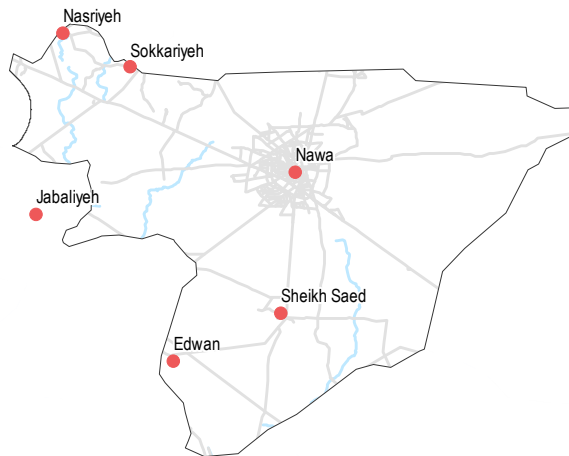 Nasriyeh
Sokkariyeh
Nawa
Jabaliyeh
Sheikh Saed
Edwan